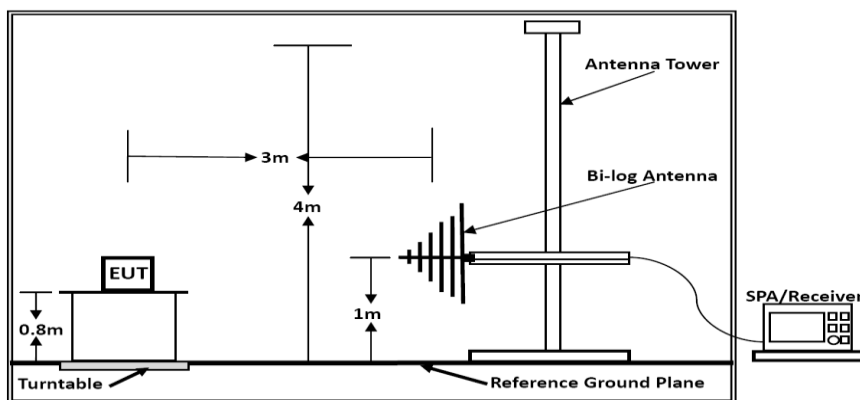 Antenna Tower
3m
Bi-log Antenna
4m
EUT
SPA/Receiver
0.8m
1m
Turntable
Reference Ground Plane